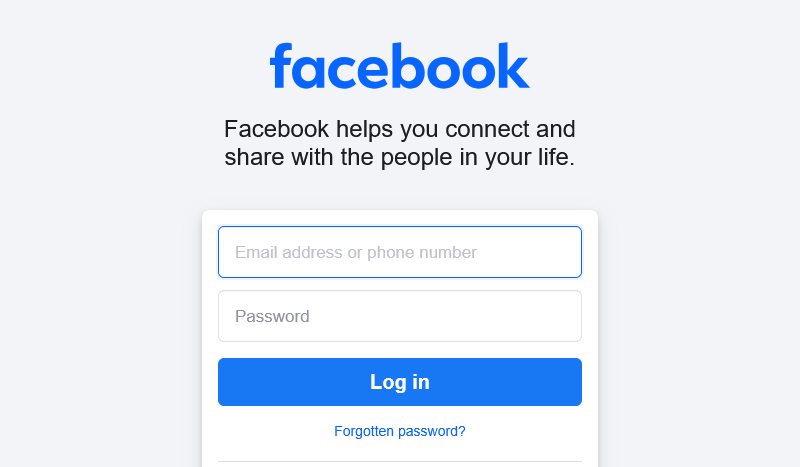 facebook
Facebook helps you connect and
share with the people in your life.
Email address or phone number
Password
Log in
Forgotten password?